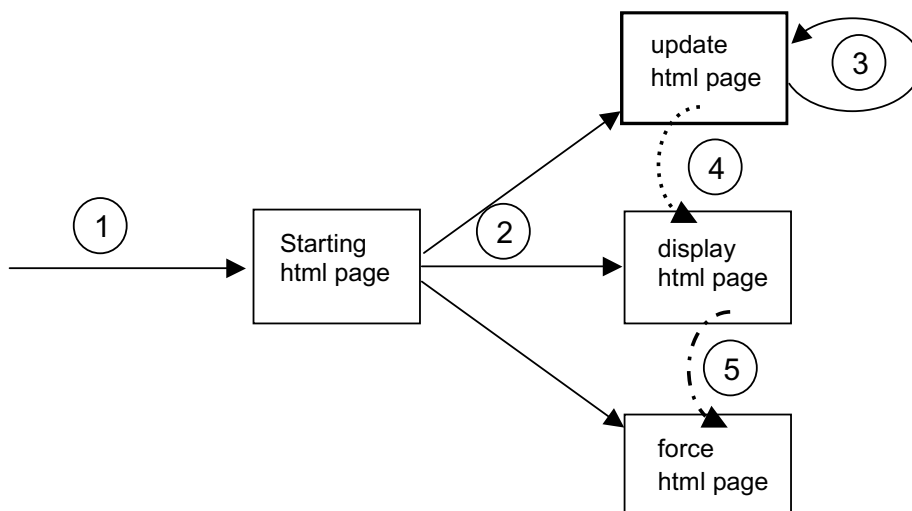 update
html page
3
4
1
2
Starting
html page
display
html page
5
force
html page